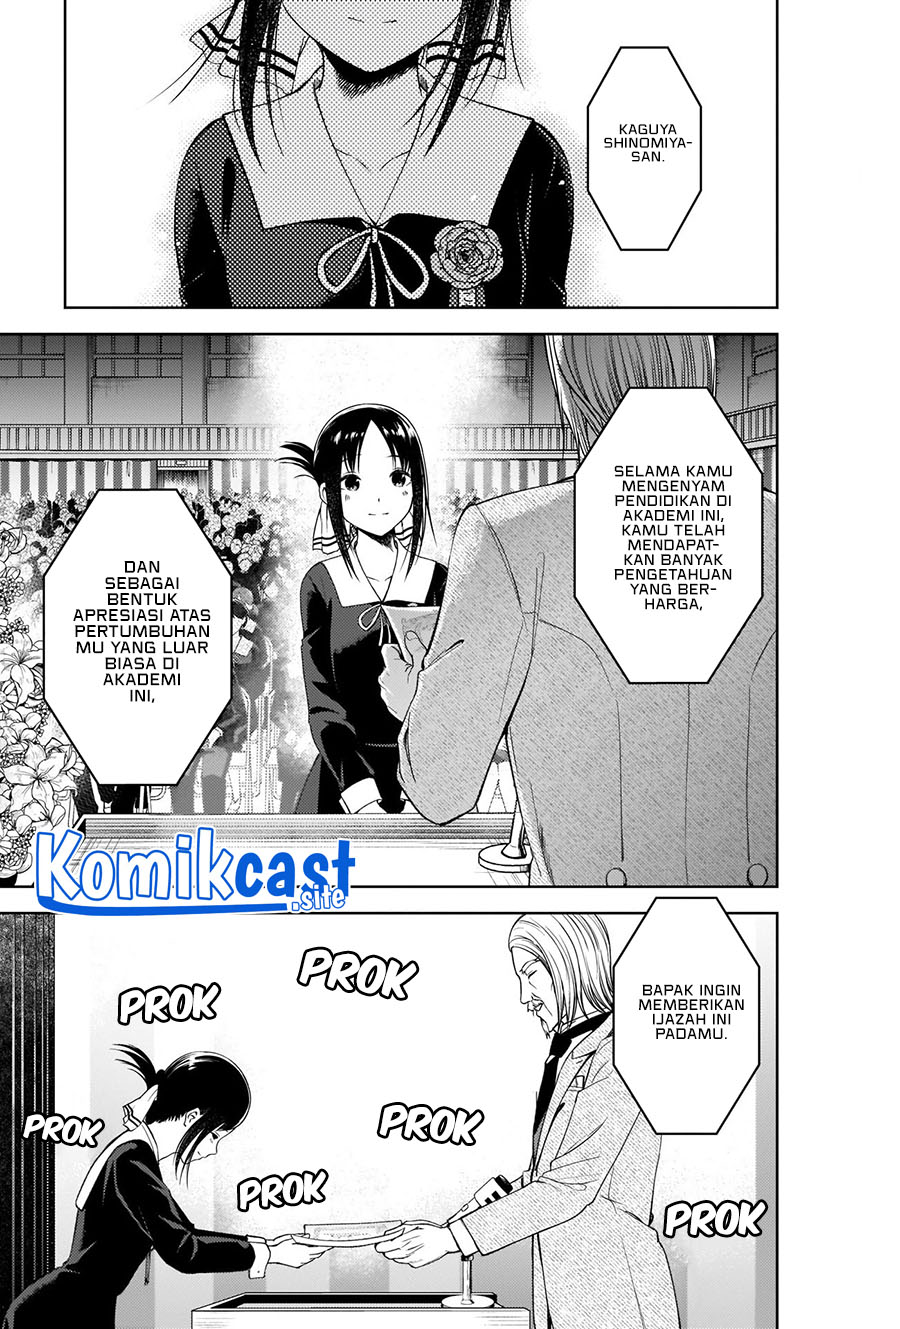 KAGUYA
SHINOMIYA-
SAN.
SELAMA KAMU
MENGENYAM
PENDIDIKAN DI
AKADEMI INI,
KAMU TELAH
MENDAPAT-
KAN BANYAK
PENGETAHUAN
YANG BER-
HARGA,
DAN
SEBAGAI
BENTUK
APRESIASI ATAS
PERTUMBUHAN
MU YANG LUAR
BIASA DI
AKADEMI
INI,
Komikcast
.site
BAPAK INGIN
MEMBERIKAN
IJAZAH INI
PADAMU.
PROK
PROK
PROK
PROK
PROK
PROK